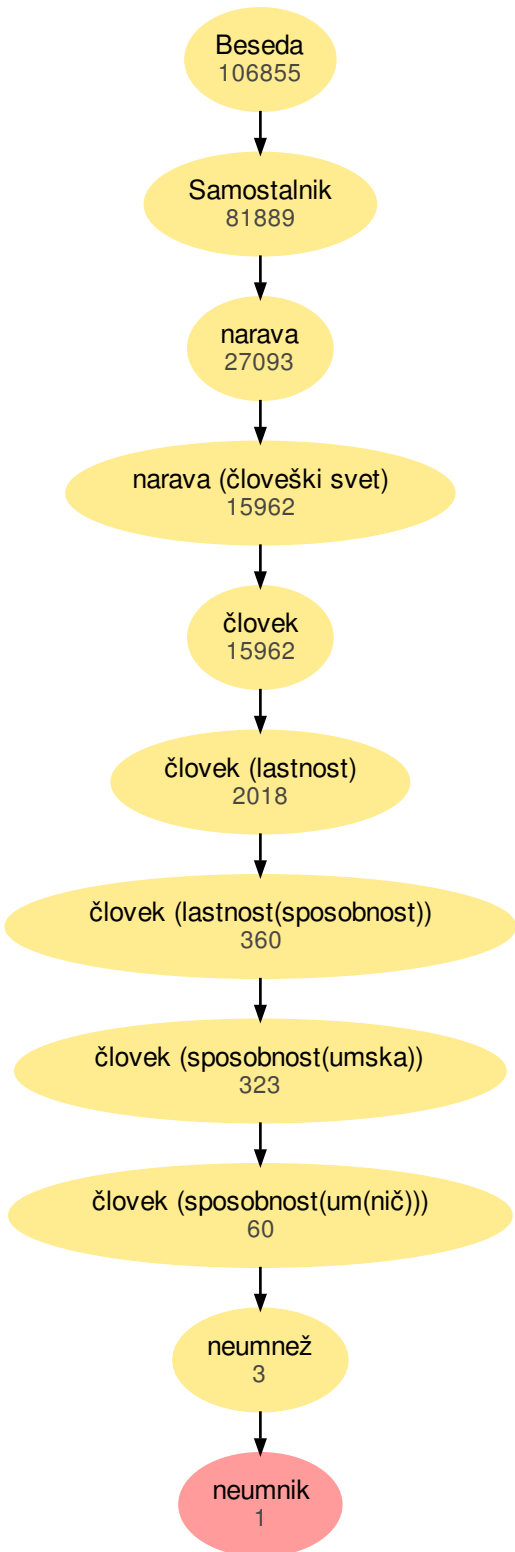 Beseda
106855
Samostalnik
81889
narava
27093
narava (človeški svet)
15962
človek
15962
človek (lastnost)
2018
človek (lastnost(sposobnost))
360
človek (sposobnost(umska))
323
človek (sposobnost(um(nič)))
60
neumnež
3
neumnik
1